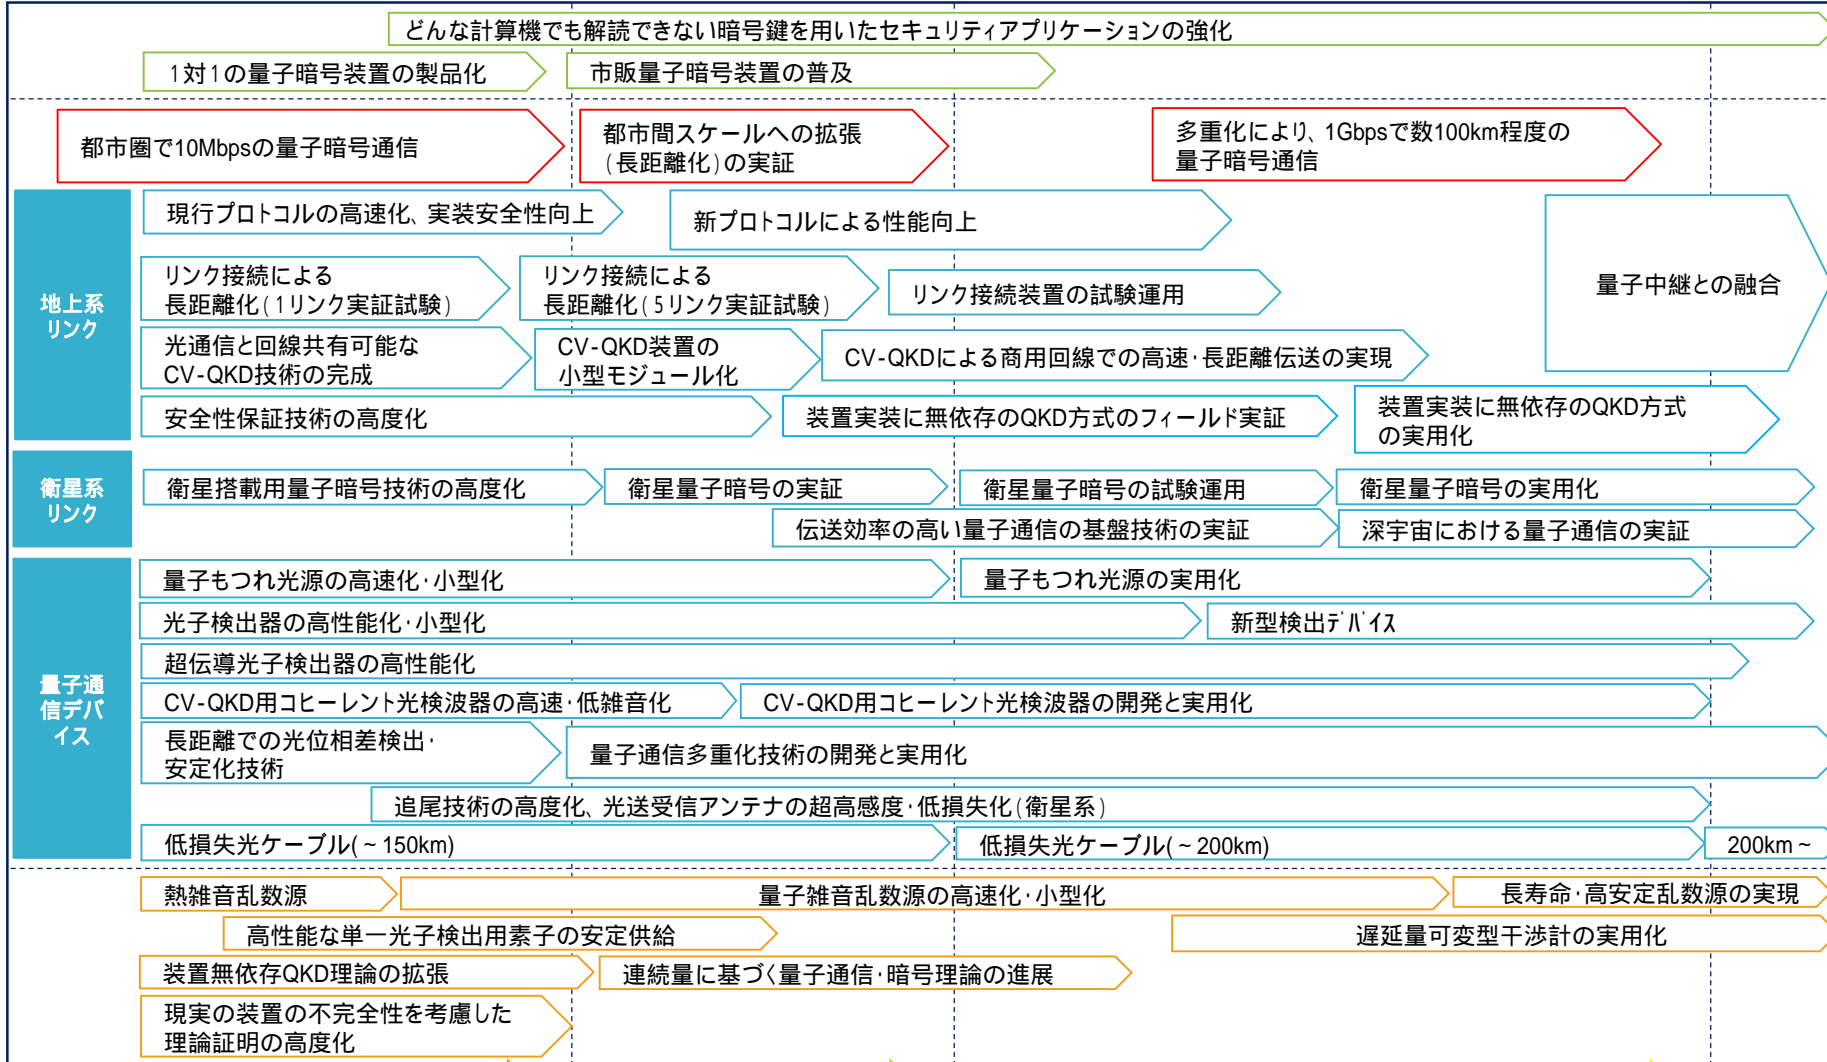 どんな計算機でも解読できない暗号鍵を用いたセキュリティアプリケーションの強化
1対1の量子暗号装置の製品化
市販量子暗号装置の普及
都市圏で10Mbpsの量子暗号通信
都市間スケールへの拡張
(長距離化)の実証
多重化により、1Gbpsで数100km程度の
量子暗号通信
地上系
リンク
現行プロトコルの高速化、実装安全性向上
新プロトコルによる性能向上
量子中継との融合
リンク接続による
長距離化(1リンク実証試験)
リンク接続による
長距離化(5リンク実証試験)
リンク接続装置の試験運用
光通信と回線共有可能な
CV-QKD技術の完成
CV-QKD装置の
小型モジュール化
CV-QKDによる商用回線での高速・長距離伝送の実現
安全性保証技術の高度化
装置実装に無依存のQKD方式のフィールド実証
装置実装に無依存のQKD方式
の実用化
衛星系
リンク
衛星搭載用量子暗号技術の高度化
衛星量子暗号の実証
衛星量子暗号の試験運用
衛星量子暗号の実用化
伝送効率の高い量子通信の基盤技術の実証
深宇宙における量子通信の実証
量子通
信デバ
イス
量子もつれ光源の高速化・小型化
量子もつれ光源の実用化
光子検出器の高性能化・小型化
新型検出ﾃﾞﾊﾞｲｽ
超伝導光子検出器の高性能化
CV-QKD用コヒーレント光検波器の高速・低雑音化
CV-QKD用コヒーレント光検波器の開発と実用化
長距離での光位相差検出・
安定化技術
量子通信多重化技術の開発と実用化
追尾技術の高度化、光送受信アンテナの超高感度・低損失化(衛星系)
低損失光ケーブル(~150km)
低損失光ケーブル(~200km)
200km~
熱雑音乱数源
量子雑音乱数源の高速化・小型化
長寿命・高安定乱数源の実現
高性能な単一光子検出用素子の安定供給
遅延量可変型干渉計の実用化
装置無依存QKD理論の拡張
連続量に基づく量子通信・暗号理論の進展
現実の装置の不完全性を考慮した
理論証明の高度化